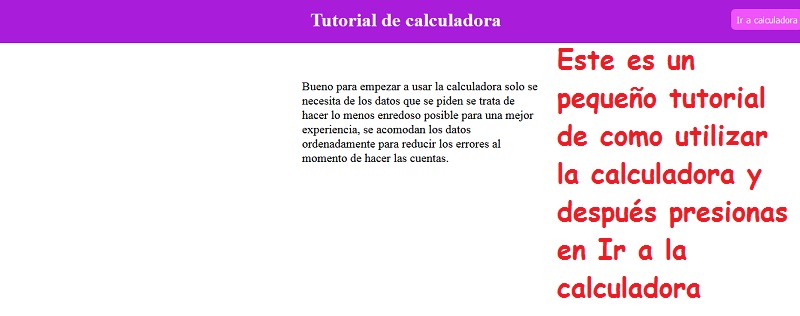 Tutorial de calculadora
Ir a calculadora
Bueno para empezar a usar la calculadora solo se
necesita de los datos que se piden se trata de
hacer lo menos enredoso posible para una mejor
experiencia, se acomodan los datos
ordenadamente para reducir los errores al
momento de hacer las cuentas.
Este es un
pequeño tutorial
de como utilizar
la calculadora y
después presionas
en Ir a la
calculadora